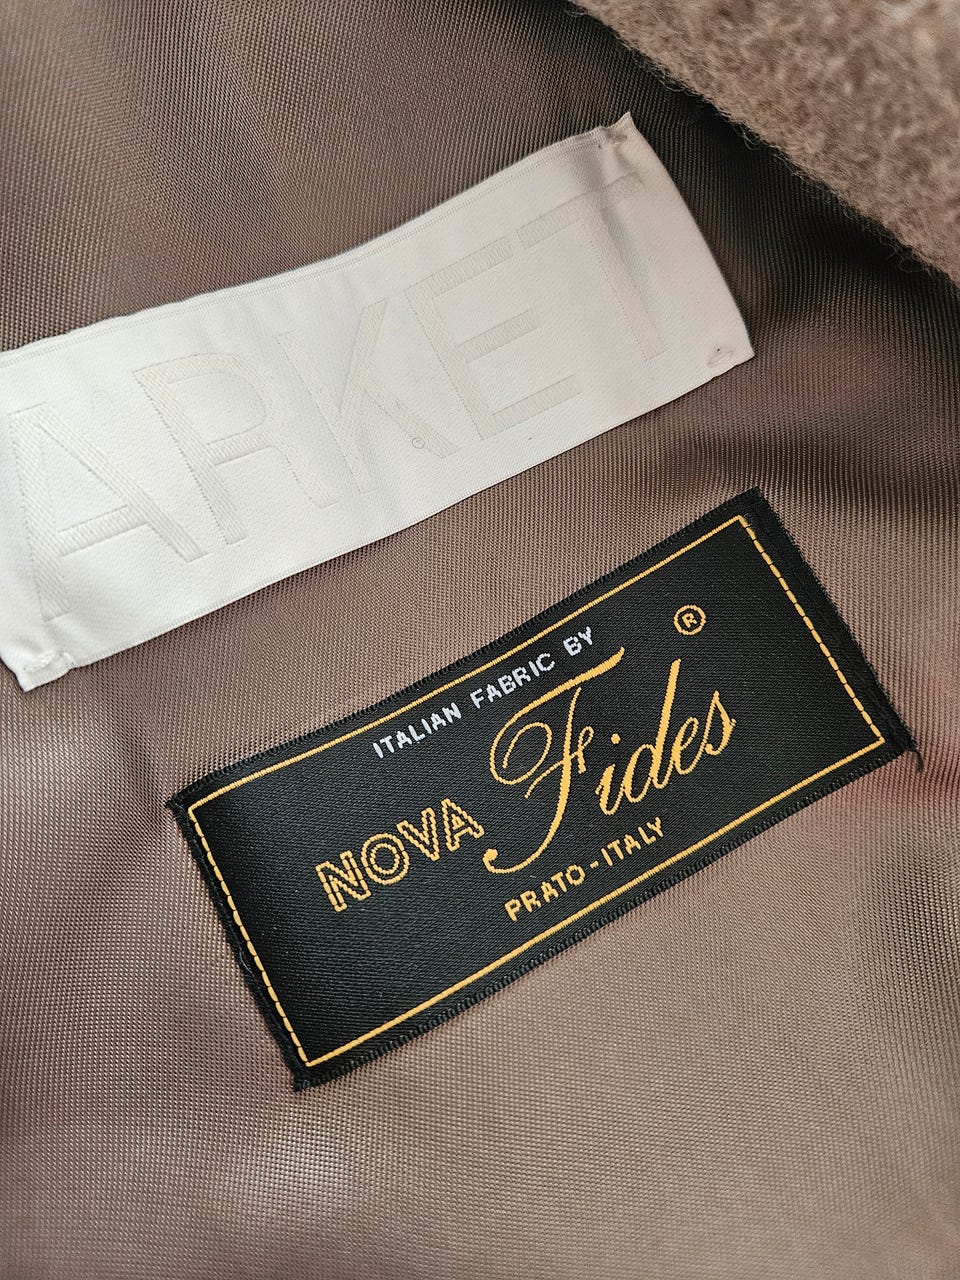 ARKET
ITALIAN FABRIC BY
NOVA Fides ®
PRATO-ITALY